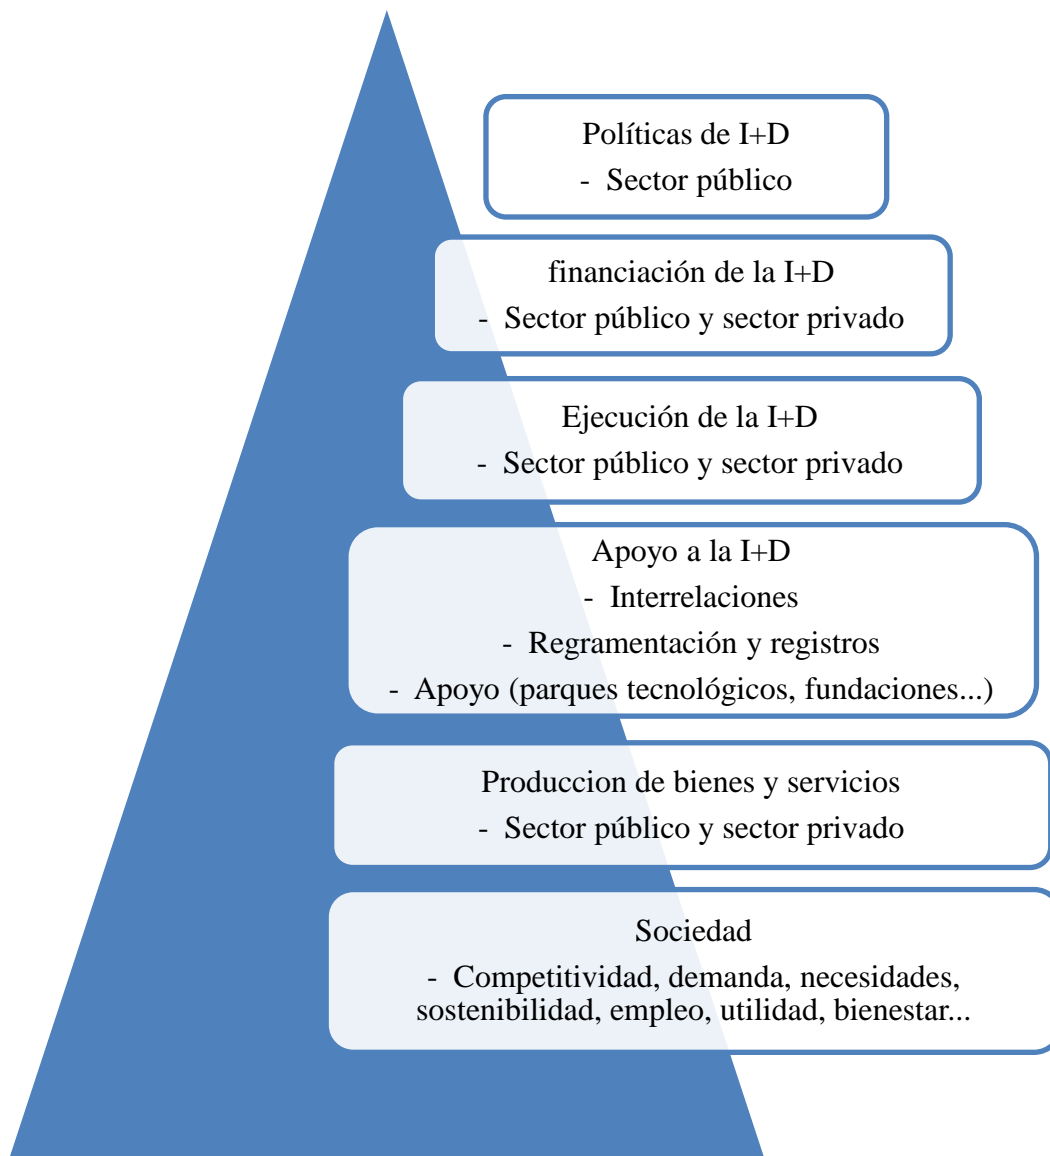 Políticas de I+D
- Sector público
financiación de la I+D
- Sector público y sector privado
Ejecución de la I+D
- Sector público y sector privado
Apoyo a la I+D
- Interrelaciones
- Regramentación y registros
- Apoyo (parques tecnológicos, fundaciones...)
Produccion de bienes y servicios
- Sector público y sector privado
Sociedad
- Competitividad, demanda, necesidades,
sostenibilidad, empleo, utilidad, bienestar...